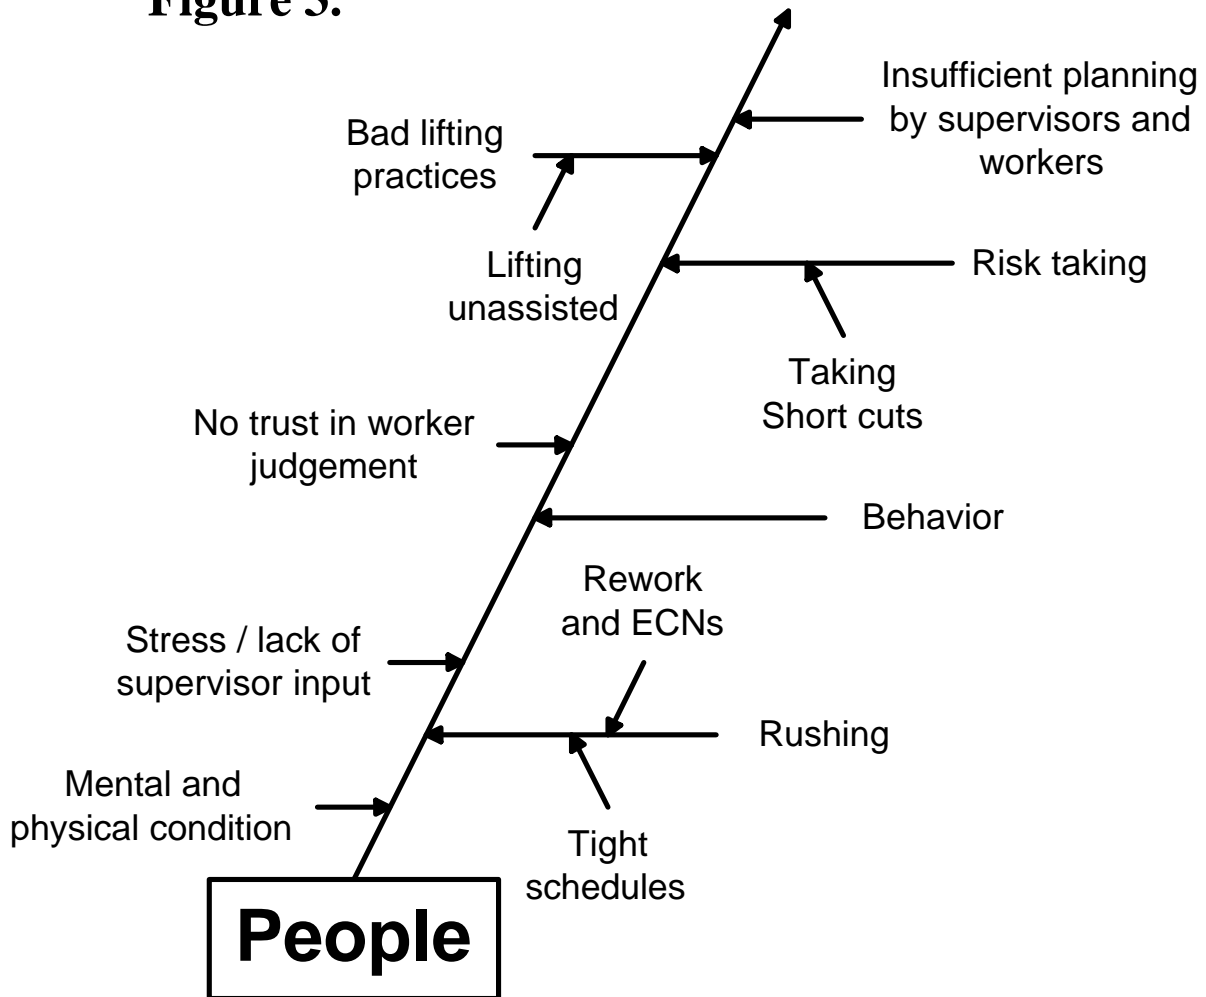 Figure 3.
Insufficient planning
by supervisors and
workers
Bad lifting
practices
Lifting
unassisted
Risk taking
Taking
Short cuts
No trust in worker
judgement
Behavior
Rework
and ECNs
Stress / lack of
supervisor input
Rushing
Mental and
physical condition
Tight
schedules
People